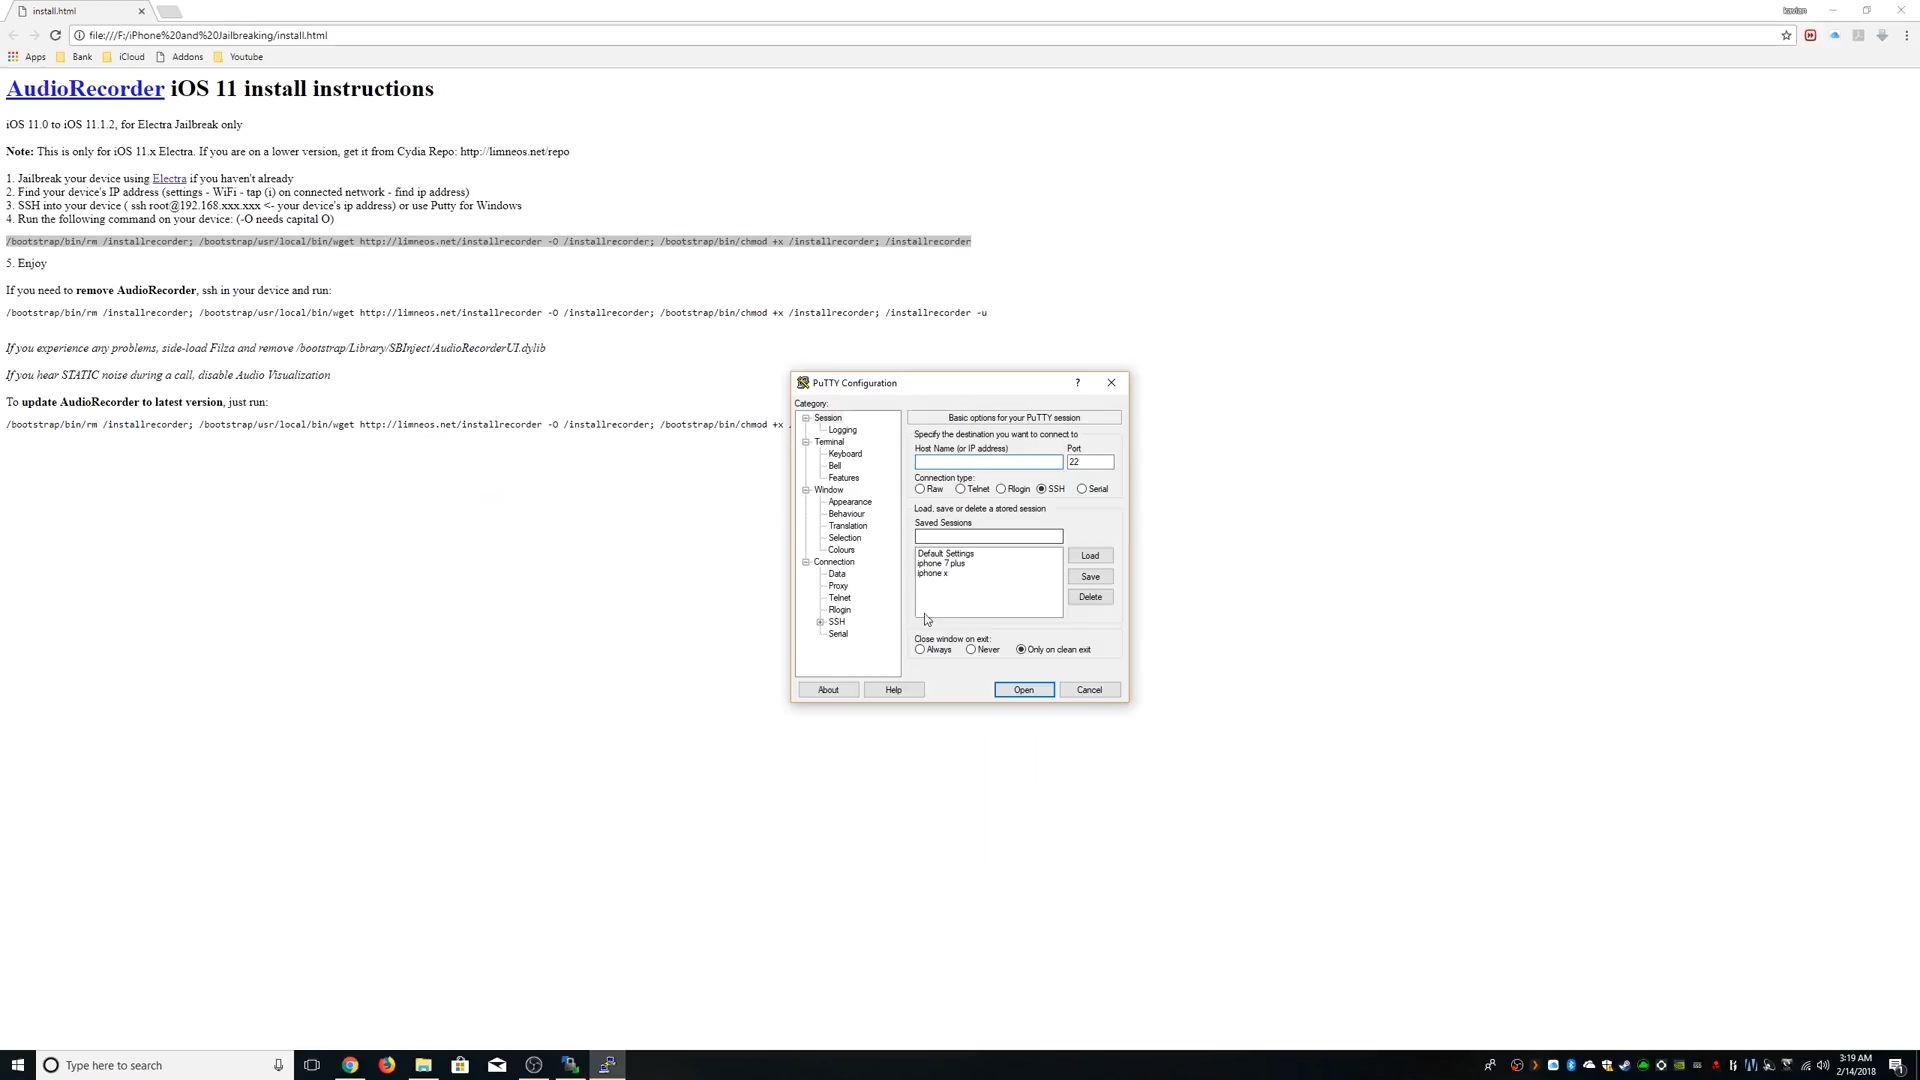 install.html
kavian
file:///F:/iPhone%20and%20Jailbreaking/install.html
Apps
Bank
iCloud
Addons
Youtube
AudioRecorder iOS 11 install instructions
iOS 11.0 to iOS 11.1.2, for Electra Jailbreak only
Note: This is only for iOS 11.x Electra. If you are on a lower version, get it from Cydia Repo: http://limneos.net/repo
1. Jailbreak your device using Electra if you haven't already
2. Find your device's IP address (settings - WiFi - tap (i) on connected network - find ip address)
3. SSH into your device ( ssh root@192.168.xxx.xxx <- your device's ip address) or use Putty for Windows
4. Run the following command on your device: (-O needs capital O)
/bootstrap/bin/rm /installrecorder; /bootstrap/usr/local/bin/wget http://limneos.net/installrecorder -O /installrecorder; /bootstrap/bin/chmod +x /installrecorder; /installrecorder
5. Enjoy
If you need to remove AudioRecorder, ssh in your device and run:
/bootstrap/bin/rm /installrecorder; /bootstrap/usr/local/bin/wget http://limneos.net/installrecorder -O /installrecorder; /bootstrap/bin/chmod +x /installrecorder; /installrecorder -u
If you experience any problems, side-load Filza and remove /bootstrap/Library/SBInject/AudioRecorderUI.dylib
If you hear STATIC noise during a call, disable Audio Visualization
To update AudioRecorder to latest version, just run:
/bootstrap/bin/rm /installrecorder; /bootstrap/usr/local/bin/wget http://limneos.net/installrecorder -O /installrecorder; /bootstrap/bin/chmod +x
PuTTY Configuration
?
Category:
Session
Logging
Terminal
Keyboard
Bell
Features
Window
Appearance
Behaviour
Translation
Selection
Colours
Connection
Data
Proxy
Telnet
Rlogin
SSH
Serial
Basic options for your PuTTY session
Specify the destination you want to connect to
Host Name (or IP address)
Port
22
Connection type:
Raw
Telnet
Rlogin
SSH
Serial
Load, save or delete a stored session
Saved Sessions
Default Settings
iphone 7 plus
iphone x
Load
Save
Delete
Close window on exit:
Always
Never
Only on clean exit
About
Help
Open
Cancel
Type here to search
3:19 AM
2/14/2018